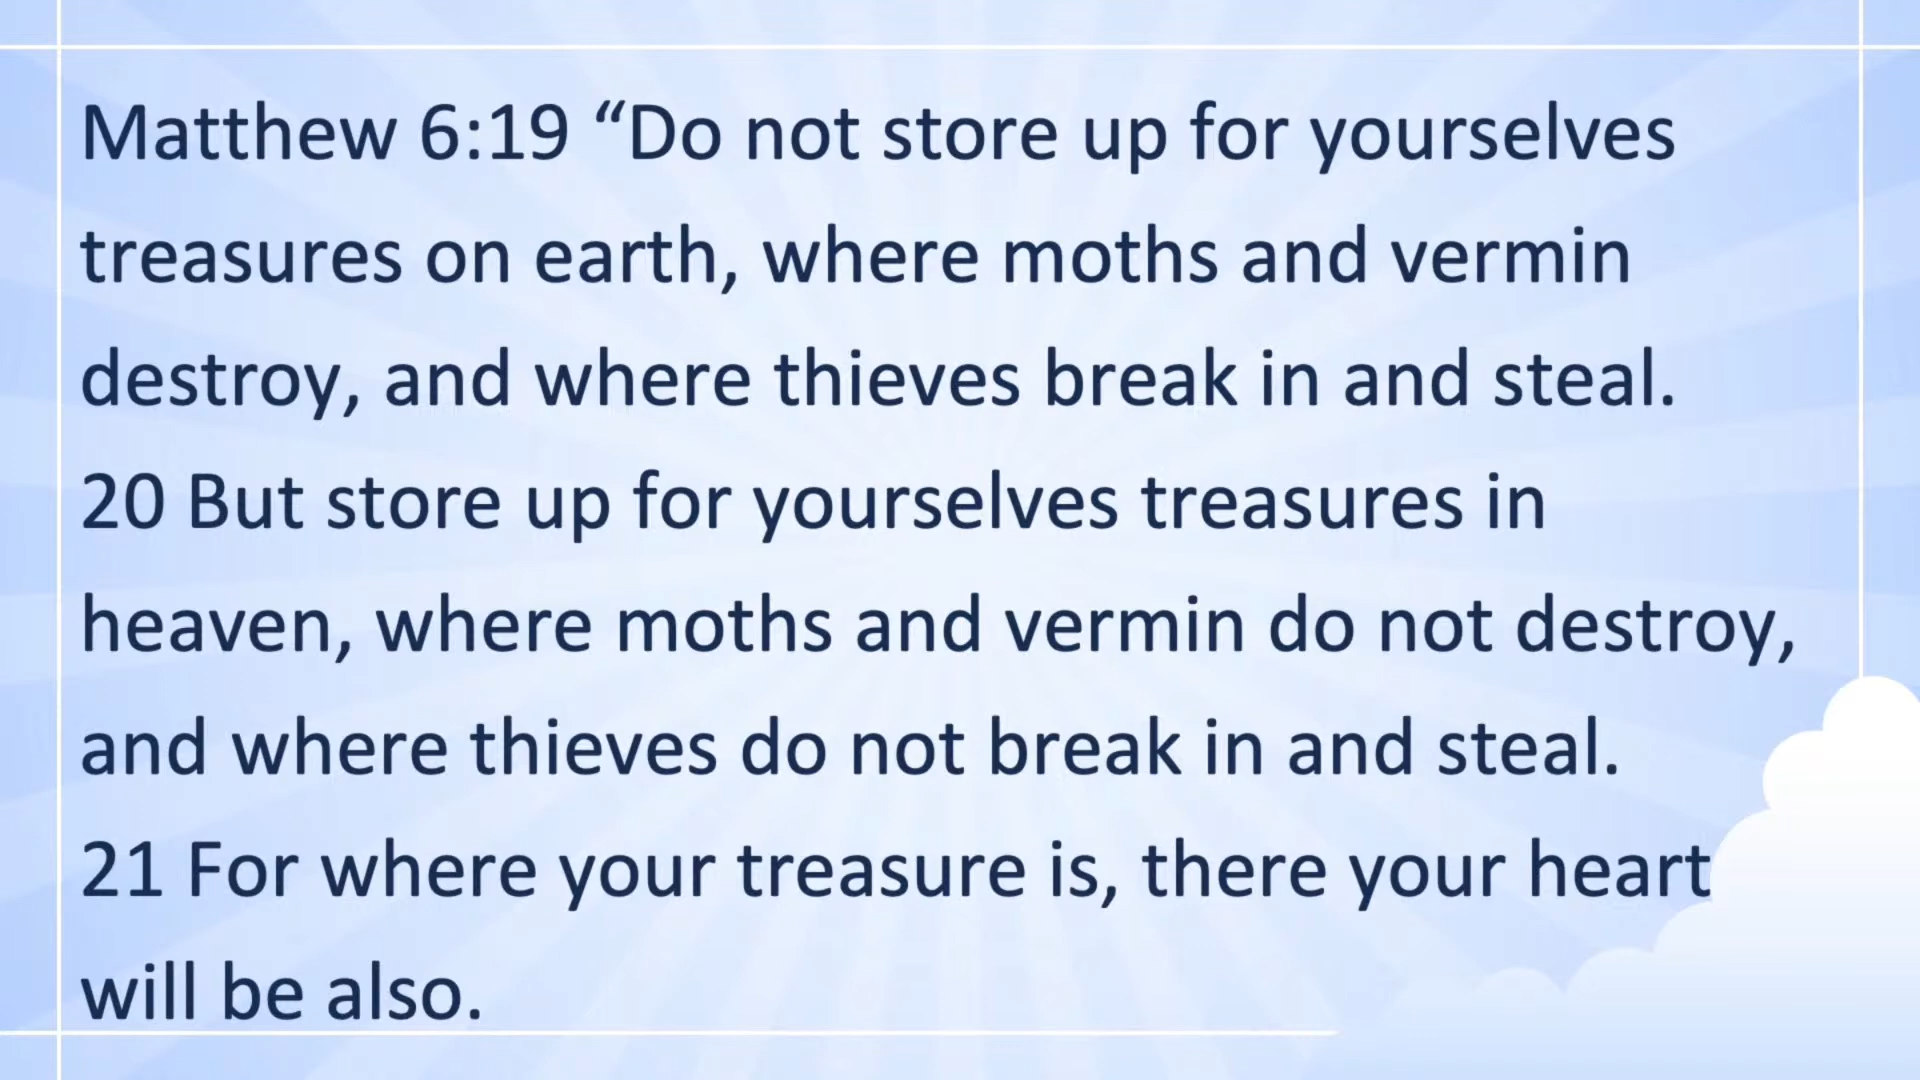 Matthew 6:19 “Do not store up for yourselves
treasures on earth, where moths and vermin
destroy, and where thieves break in and steal.
20 But store up for yourselves treasures in
heaven, where moths and vermin do not destroy,
and where thieves do not break in and steal.
21 For where your treasure is, there your heart
will be also.